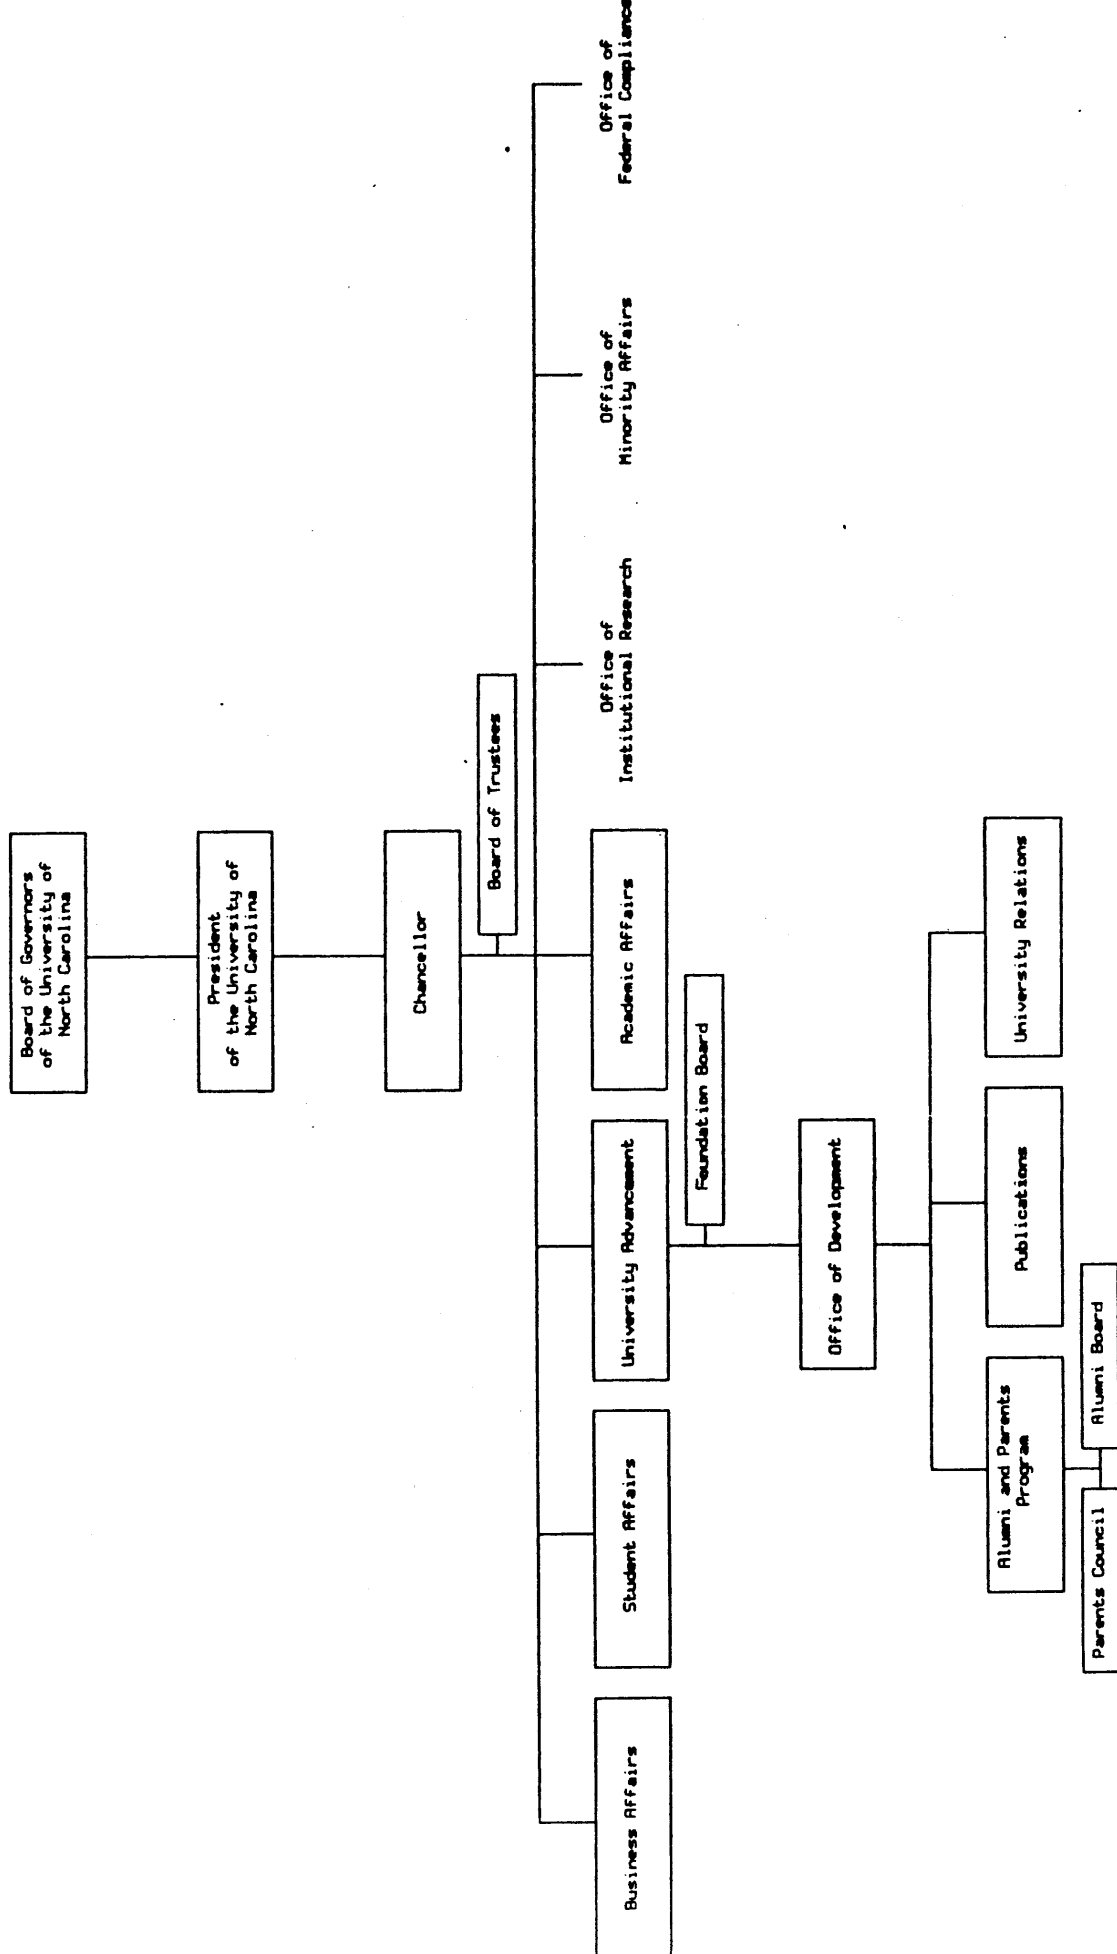 Board of Governors
of the University of
North Carolina
President
of the University of
North Carolina
Chancellor
Board of Trustees
Business Affairs
Student Affairs
University Advancement
Academic Affairs
Office of
Institutional Research
Office of
Minority Affairs
Office of
Federal Compliance
Foundation Board
Office of Development
Alumni and Parents
Program
Publications
University Relations
Parents Council
Alumni Board